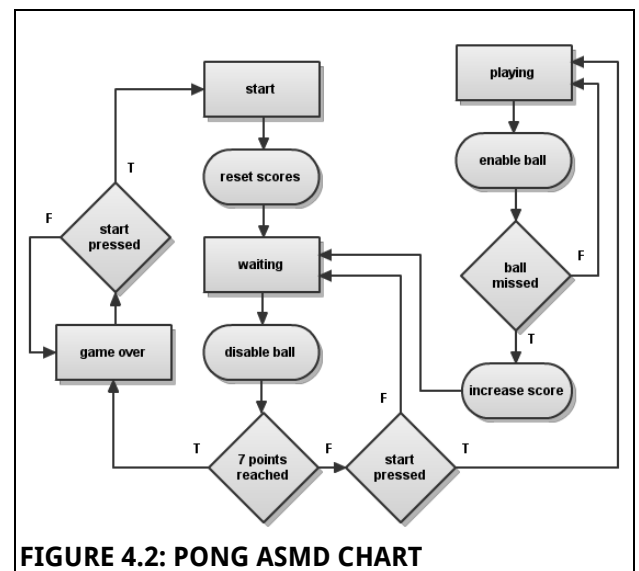 start
playing
reset scores
enable ball
T
F
start
pressed
waiting
ball
missed
F
game over
disable ball
T
increase score
F
T
7 points
reached
F
start
pressed
T
FIGURE 4.2: PONG ASMD CHART